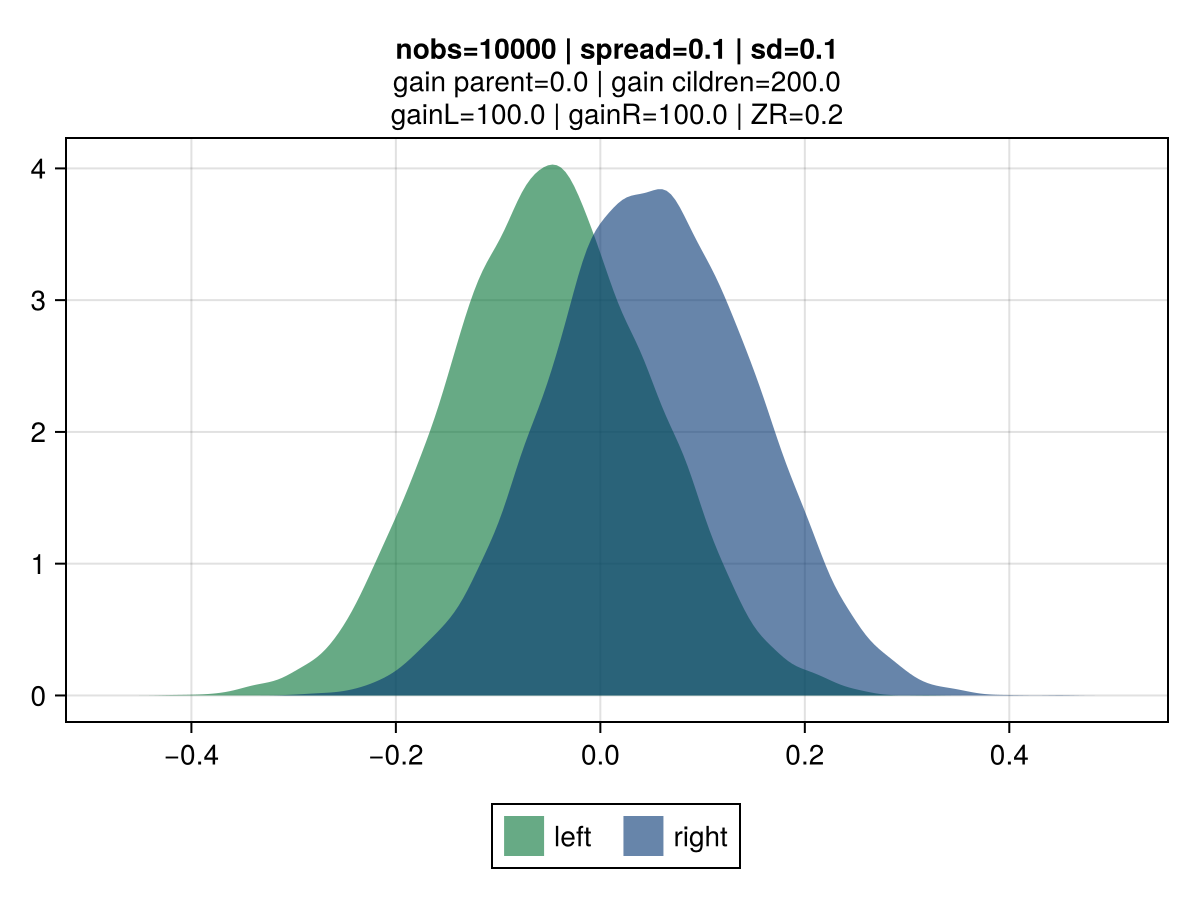 nobs=10000 | spread=0.1 | sd=0.1
gain parent=0.0 | gain cildren=200.0
gainL=100.0 | gainR=100.0 | ZR=0.2
4
3
2
1
0
−0.4 −0.2 0.0 0.2 0.4
left right